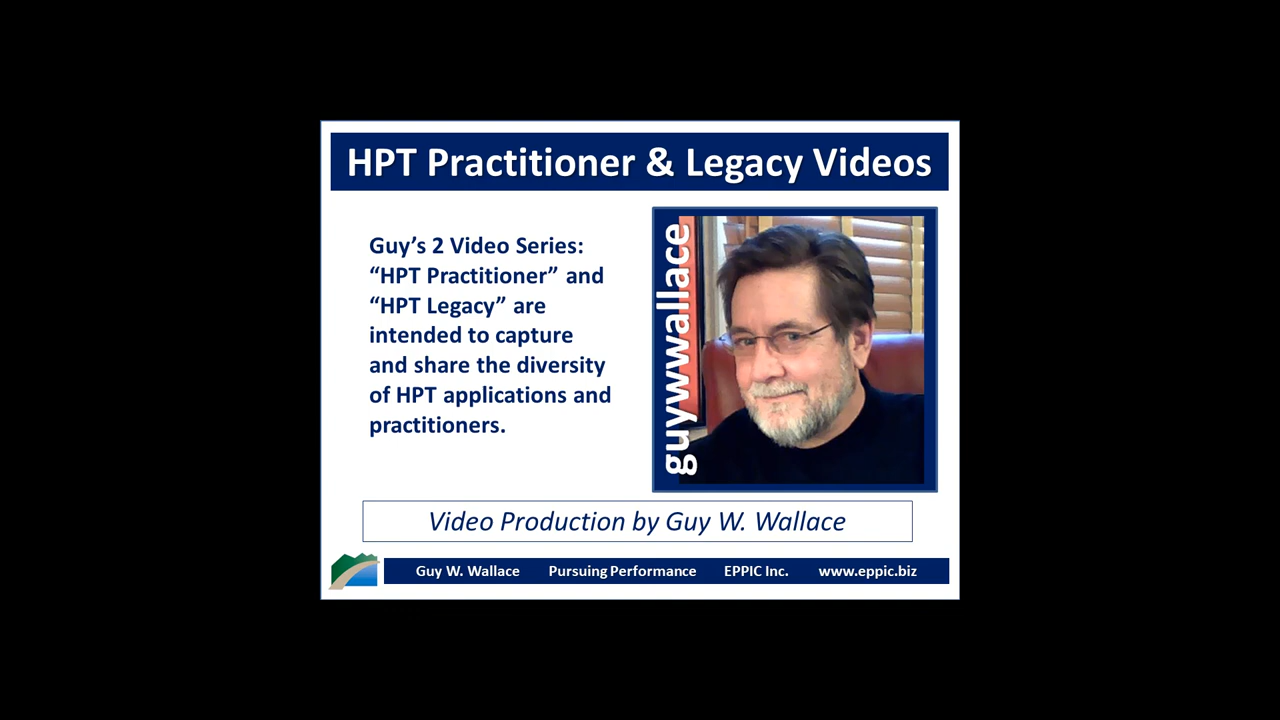 HPT Practitioner & Legacy Videos
Guy’s 2 Video Series:
“HPT Practitioner” and
“HPT Legacy” are
intended to capture
and share the diversity
of HPT applications and
practitioners.
guywwallace
Video Production by Guy W. Wallace
Guy W. Wallace Pursuing Performance EPPIC Inc. www.eppic.biz